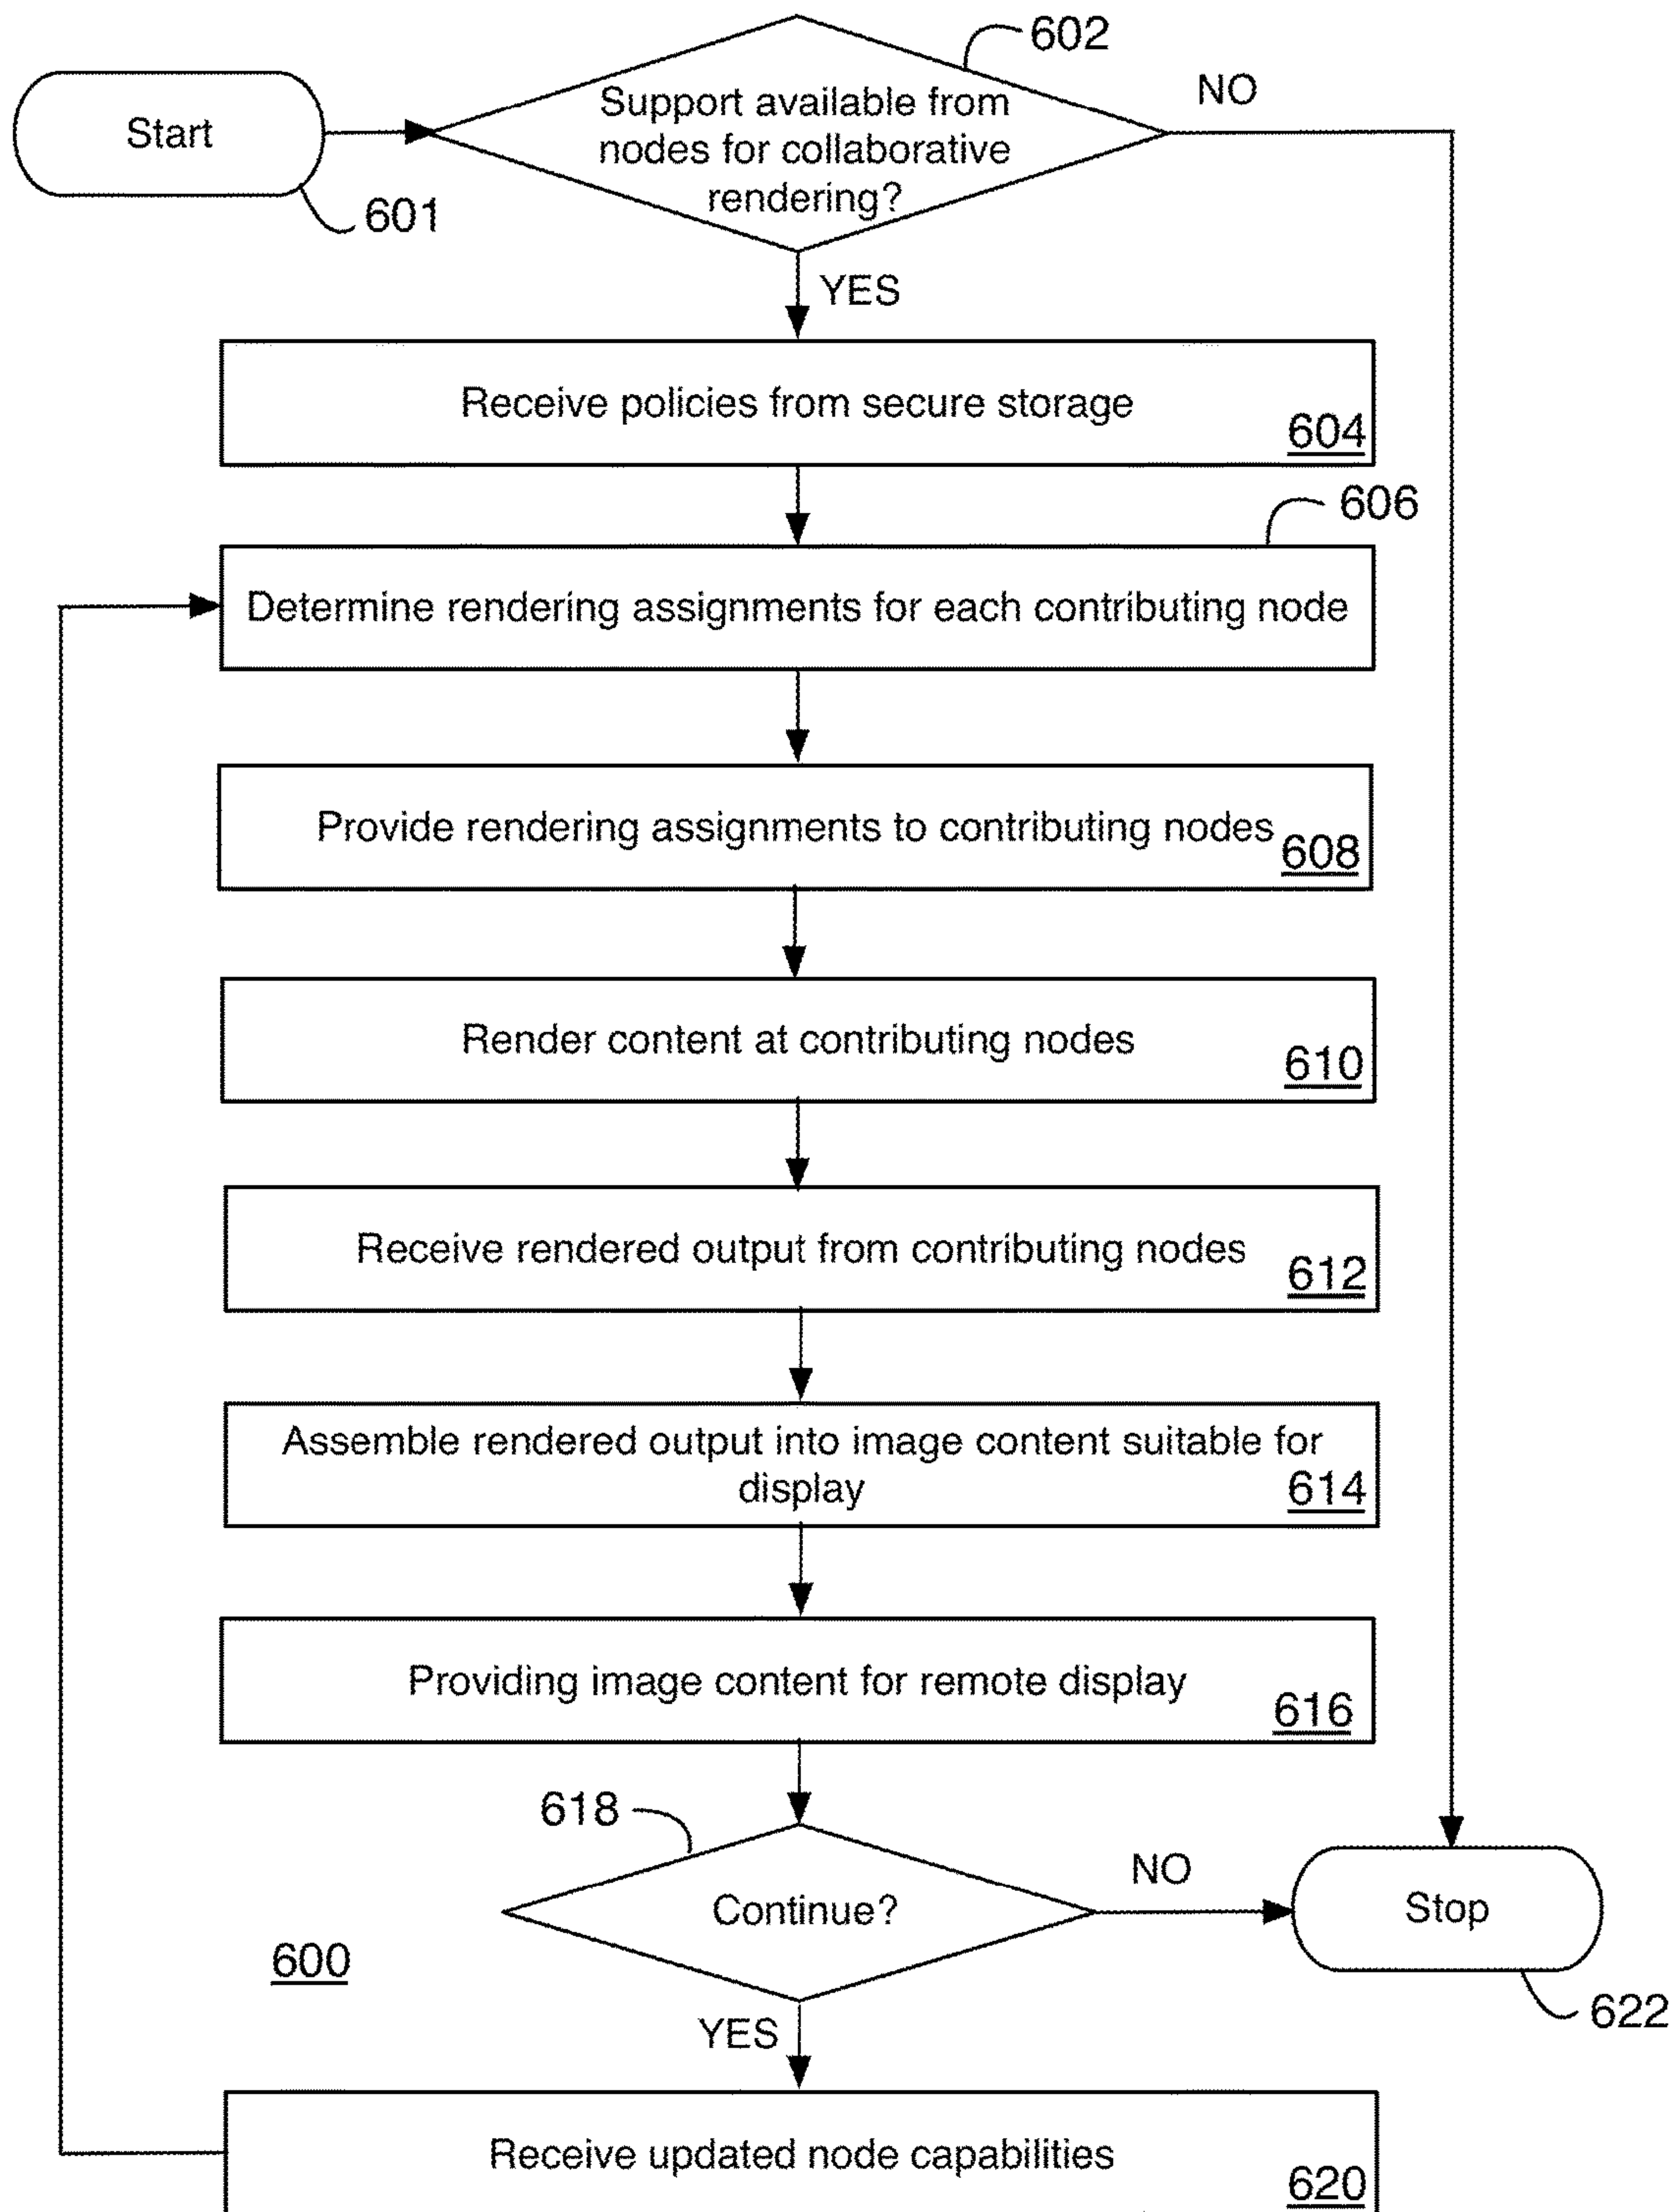 602
NO
Start
Support available from
nodes for collaborative
rendering?
601
YES
Receive policies from secure storage
604
606
Determine rendering assignments for each contributing node
Provide rendering assignments to contributing nodes
608
Render content at contributing nodes
610
Receive rendered output from contributing nodes
612
Assemble rendered output into image content suitable for
display
614
Providing image content for remote display
616
618
NO
Continue?
Stop
600
622
YES
Receive updated node capabilities
620